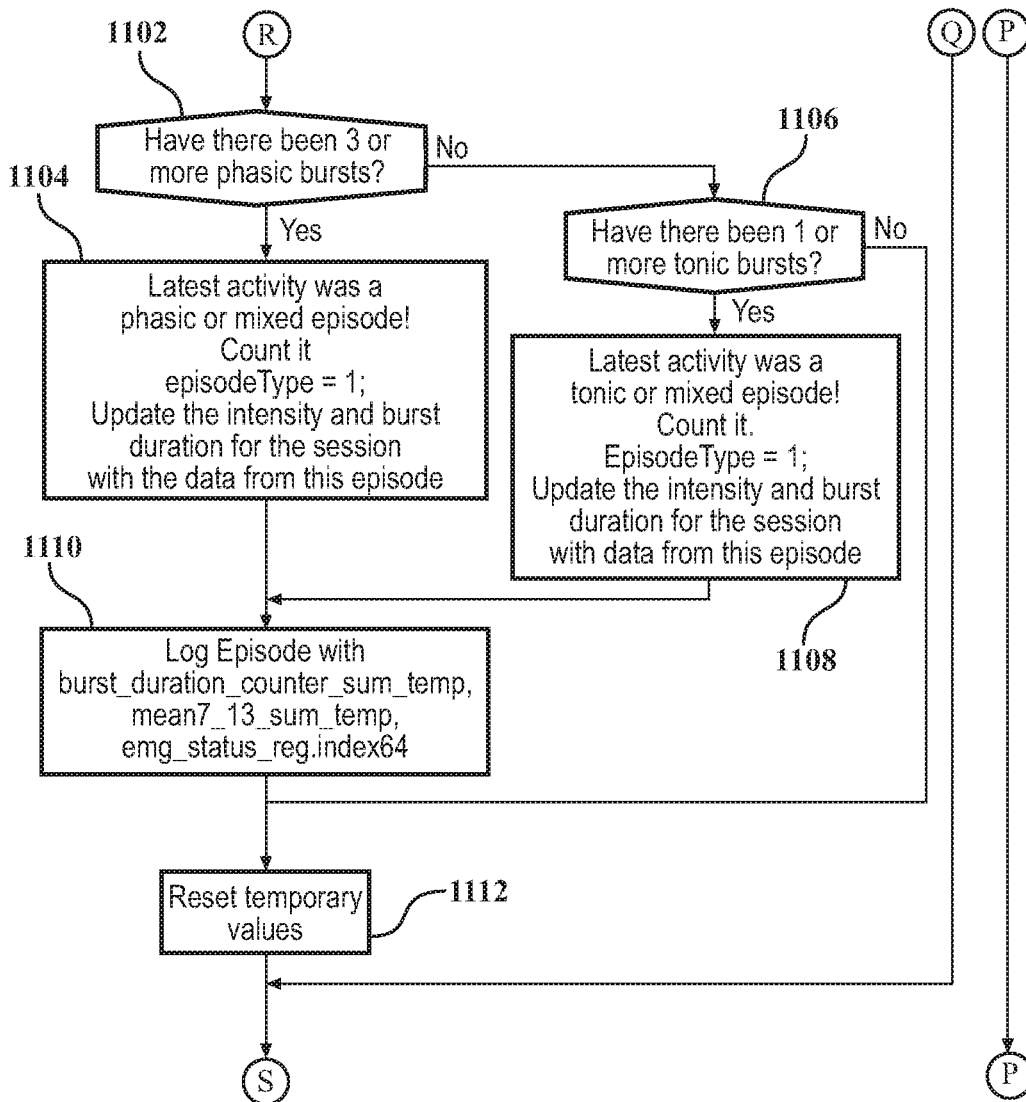 R
Q
P
1102
Have there been 3 or
more phasic bursts?
No
Yes
1106
Have there been 1 or
more tonic bursts?
No
Yes
1104
Latest activity was a
phasic or mixed episode!
Count it
episodeType = 1;
Update the intensity and burst
duration for the session
with the data from this episode
Latest activity was a
tonic or mixed episode!
Count it.
EpisodeType = 1;
Update the intensity and burst
duration for the session
with data from this episode
1108
1110
Log Episode with
burst_duration_counter_sum_temp,
mean7_13_sum_temp,
emg_status_reg.index64
Reset temporary
values
1112
S
P